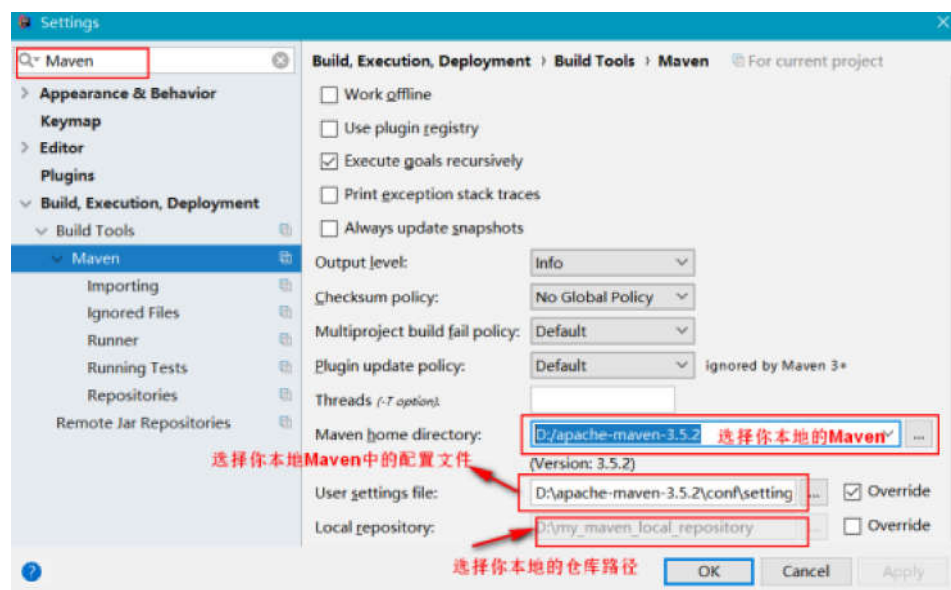 Settings
Maven
Appearance & Behavior
Keymap
Editor
Plugins
Build, Execution, Deployment
Build Tools
Maven
Importing
Ignored Files
Runner
Running Tests
Repositories
Remote Jar Repositories
Build, Execution, Deployment › Build Tools › Maven For current project
Work offline
Use plugin registry
Execute goals recursively
Print exception stack traces
Always update snapshots
Output level: Info
Checksum policy: No Global Policy
Multiproject build fail policy: Default
Plugin update policy: Default ignored by Maven 3+
Threads (-T option):
Maven home directory: D:/apache-maven-3.5.2 选择你本地的Maven ...
选择你本地Maven中的配置文件
(Version: 3.5.2)
User settings file: D:\apache-maven-3.5.2\conf\setting ... Override
Local repository: D:\my_maven_local_repository ... Override
选择你本地的仓库路径
? OK Cancel Apply